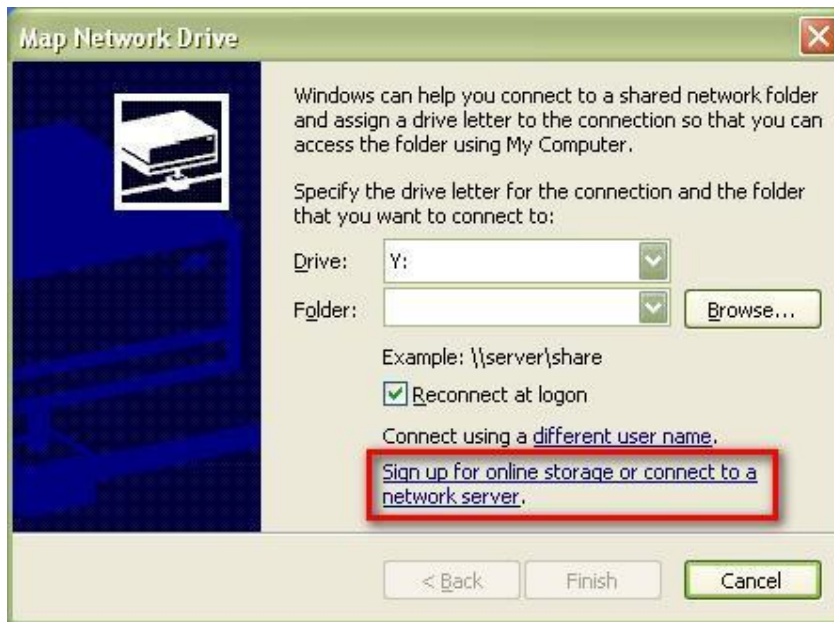 Map Network Drive
Windows can help you connect to a shared network folder
and assign a drive letter to the connection so that you can
access the folder using My Computer.
Specify the drive letter for the connection and the folder
that you want to connect to:
Drive: Y:
Folder: Browse...
Example: \\server\share
Reconnect at logon
Connect using a different user name.
Sign up for online storage or connect to a
network server.
< Back Finish Cancel